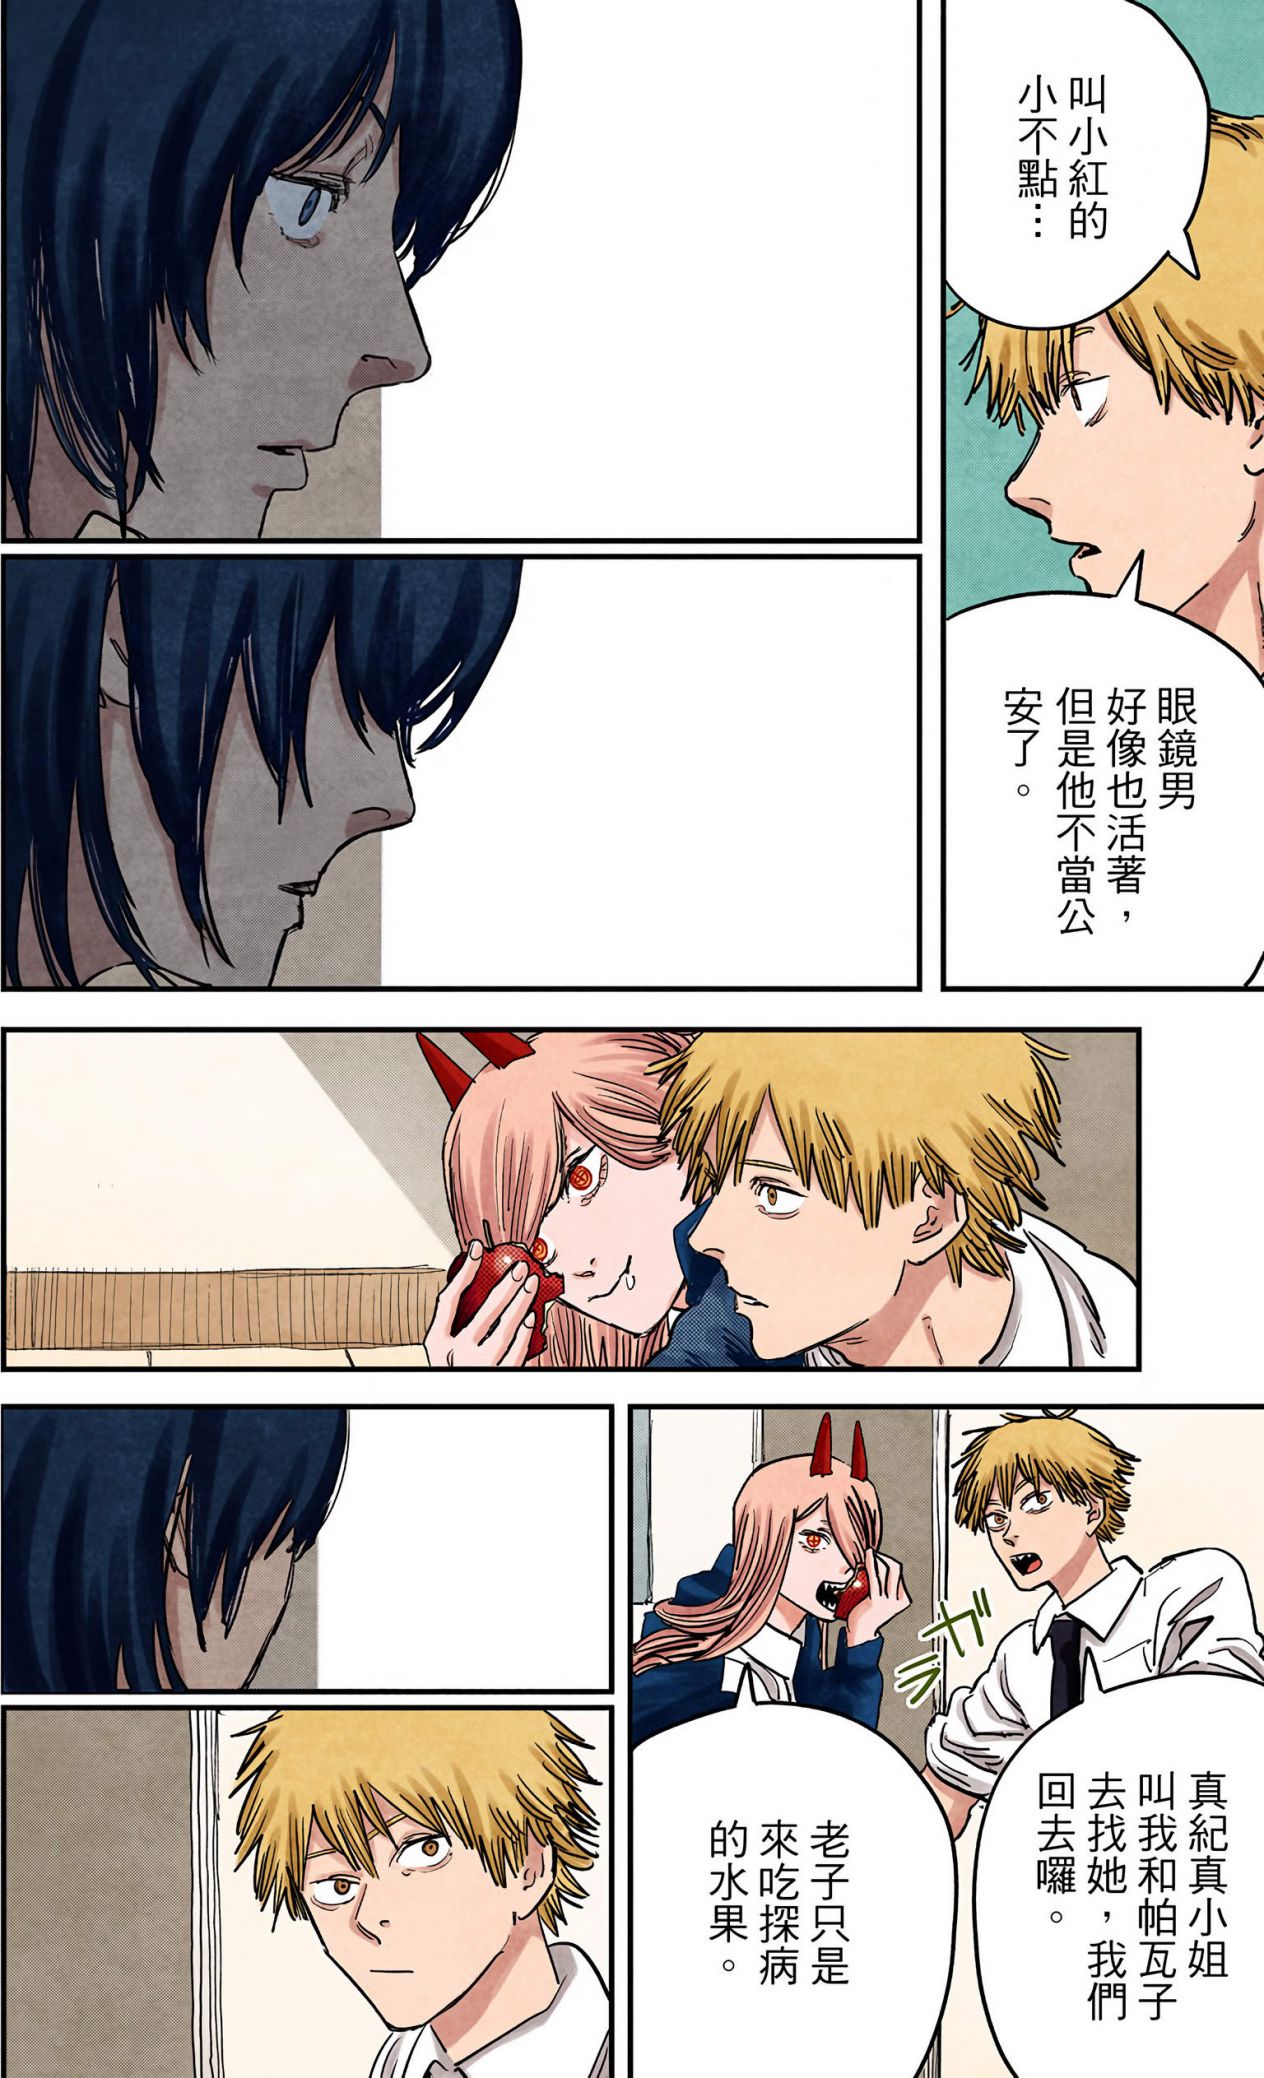 叫小紅的
小不點…
眼鏡男
好像也活著，
但是他不當公
安了。
真紀真小姐
叫我和帕瓦子
去找她，我們
回去囉。
ガ
ラ
老子只是
來吃探病
的水果。